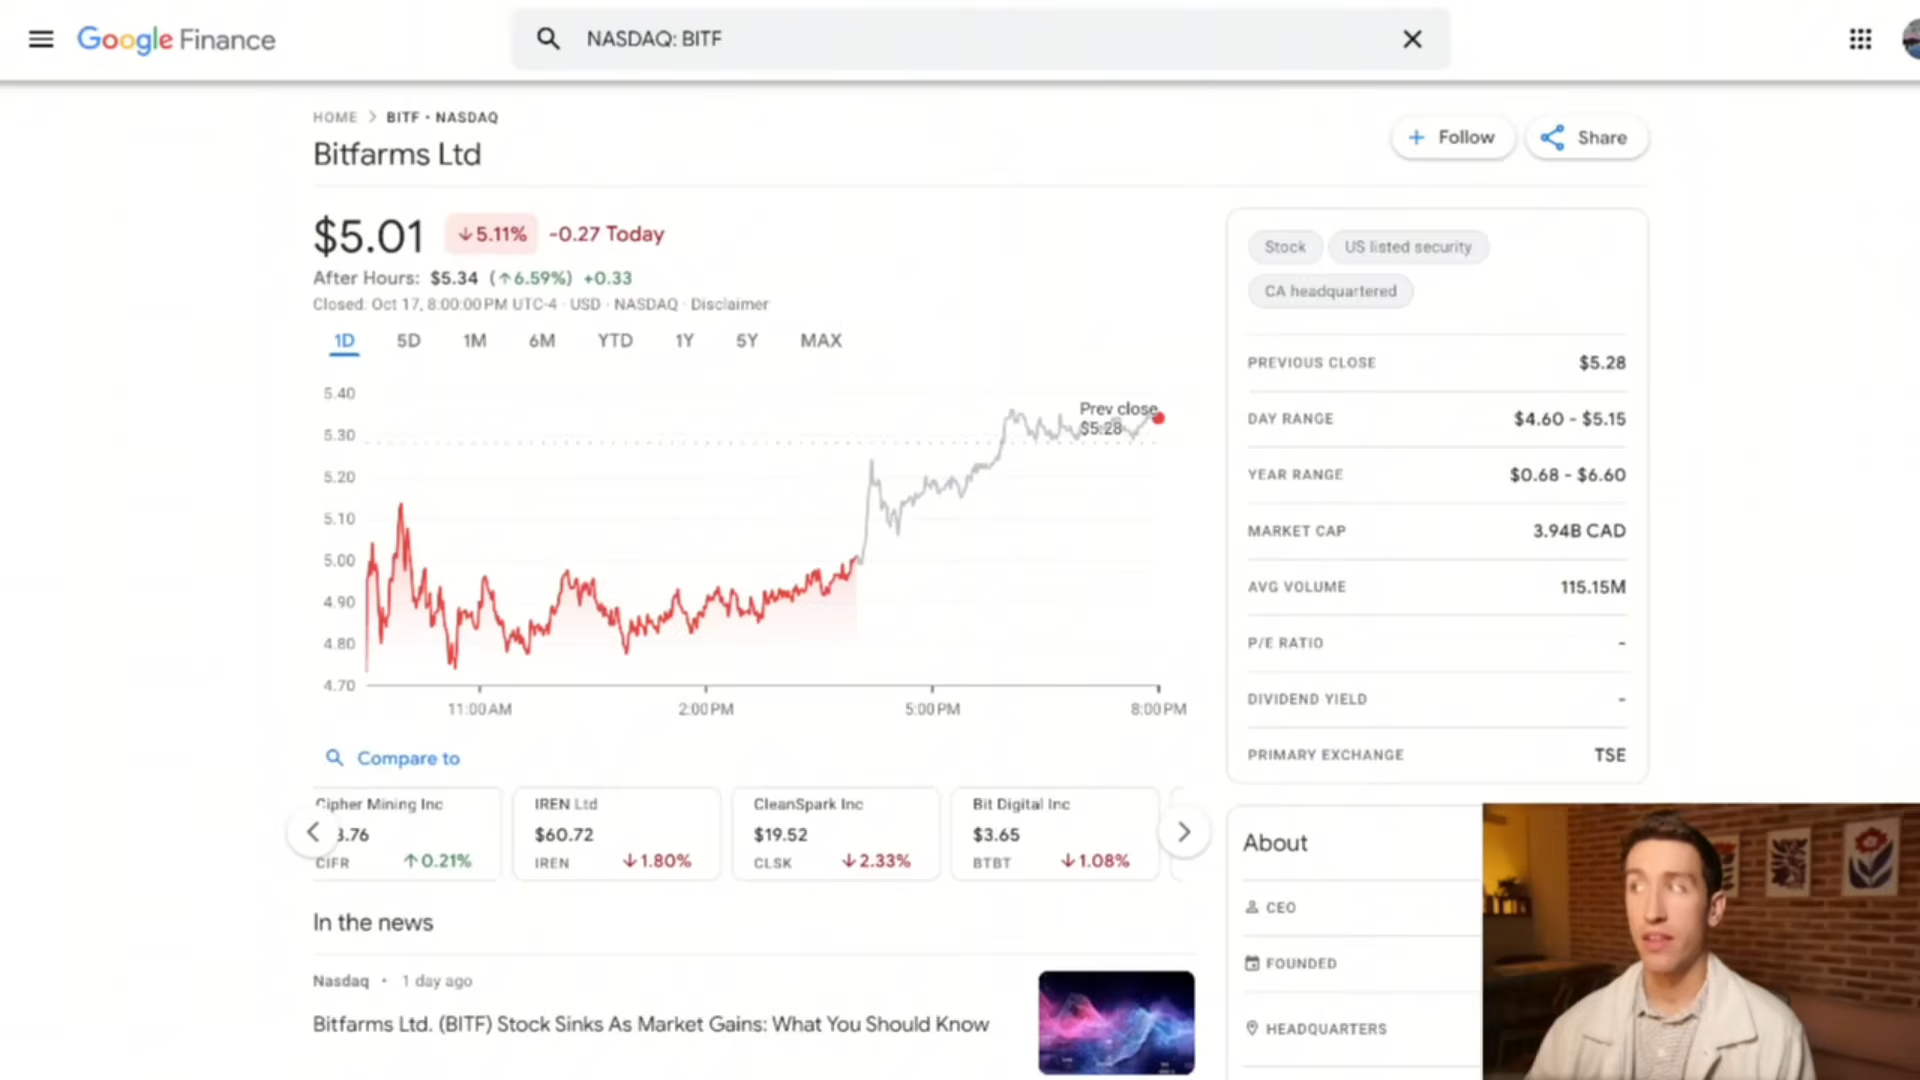 Google Finance
NASDAQ: BITF
HOME > BITF • NASDAQ
Bitfarms Ltd
+ Follow
Share
$5.01 ↓5.11% -0.27 Today
After Hours: $5.34 (↑6.59%) +0.33
Closed: Oct 17, 8:00:00 PM UTC-4 · USD · NASDAQ · Disclaimer
1D 5D 1M 6M YTD 1Y 5Y MAX
5.40
5.30
5.20
5.10
5.00
4.90
4.80
4.70
Prev close
$5.28
11:00 AM 2:00 PM 5:00 PM 8:00 PM
Compare to
Cipher Mining Inc
3.76
CIFR ↑0.21%
IREN Ltd
$60.72
IREN ↓1.80%
CleanSpark Inc
$19.52
CLSK ↓2.33%
Bit Digital Inc
$3.65
BTBT ↓1.08%
In the news
Nasdaq • 1 day ago
Bitfarms Ltd. (BITF) Stock Sinks As Market Gains: What You Should Know
Stock US listed security
CA headquartered
PREVIOUS CLOSE $5.28
DAY RANGE $4.60 - $5.15
YEAR RANGE $0.68 - $6.60
MARKET CAP 3.94B CAD
AVG VOLUME 115.15M
P/E RATIO -
DIVIDEND YIELD -
PRIMARY EXCHANGE TSE
About
CEO
FOUNDED
HEADQUARTERS